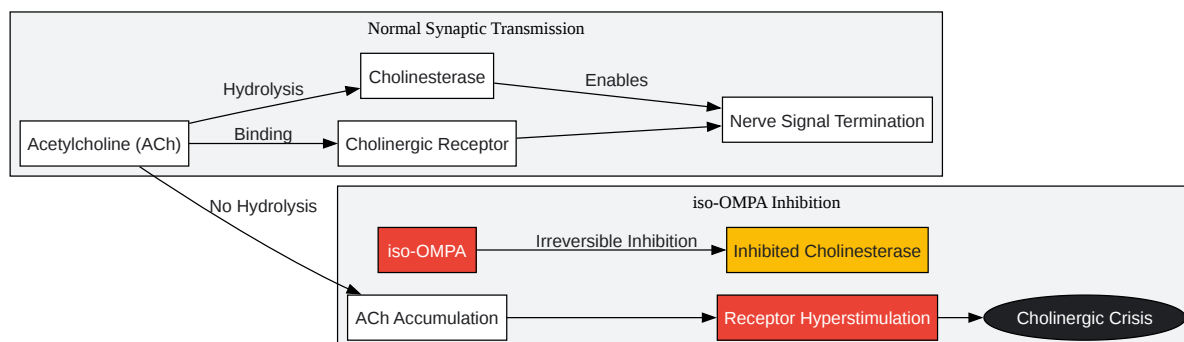 Normal Synaptic Transmission
Cholinesterase
Hydrolysis
Enables
Acetylcholine (ACh)
Binding
Cholinergic Receptor
Nerve Signal Termination
No Hydrolysis
iso-OMPA Inhibition
iso-OMPA
Irreversible Inhibition
Inhibited Cholinesterase
ACh Accumulation
Receptor Hyperstimulation
Cholinergic Crisis